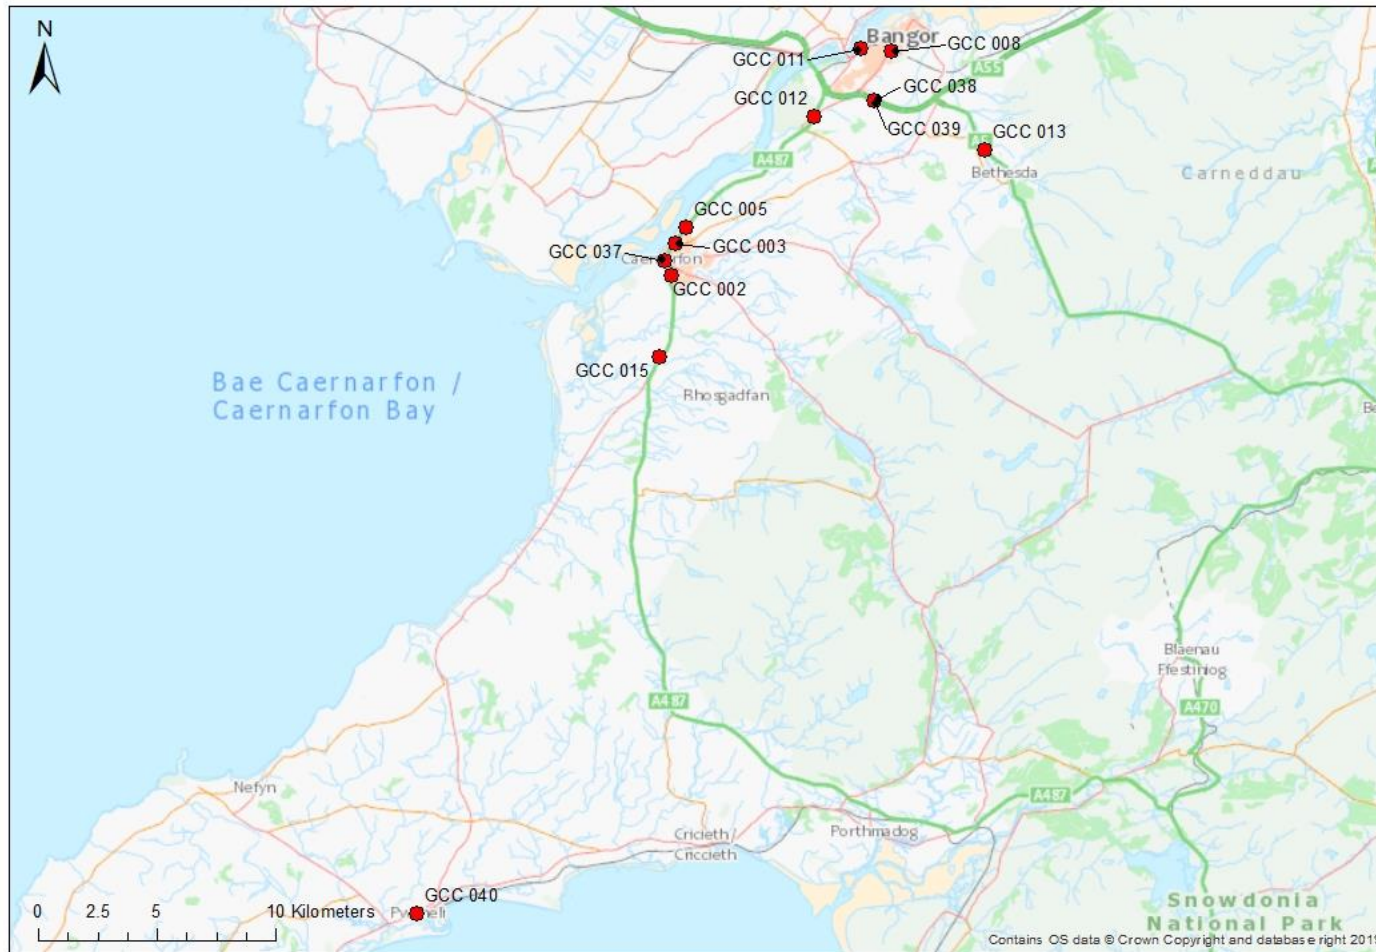 N
Bangor
GCC 008
GCC 011
A55
GCC 038
GCC 012
GCC 039
GCC 013
A5
A487
Bethesda
Carneddau
GCC 005
GCC 037
GCC 003
Caernarfon
GCC 002
GCC 015
Bae Caernarfon /
Caernarfon Bay
Rhosgadfan
Blaenau
Ffestiniog
A487
A470
Nefyn
A487
Cricieth /
Criccieth
Porthmadog
GCC 040
Snowdonia
National Park
0 2.5 5 10 Kilometers
Contains OS data © Crown Copyright and database right 2019